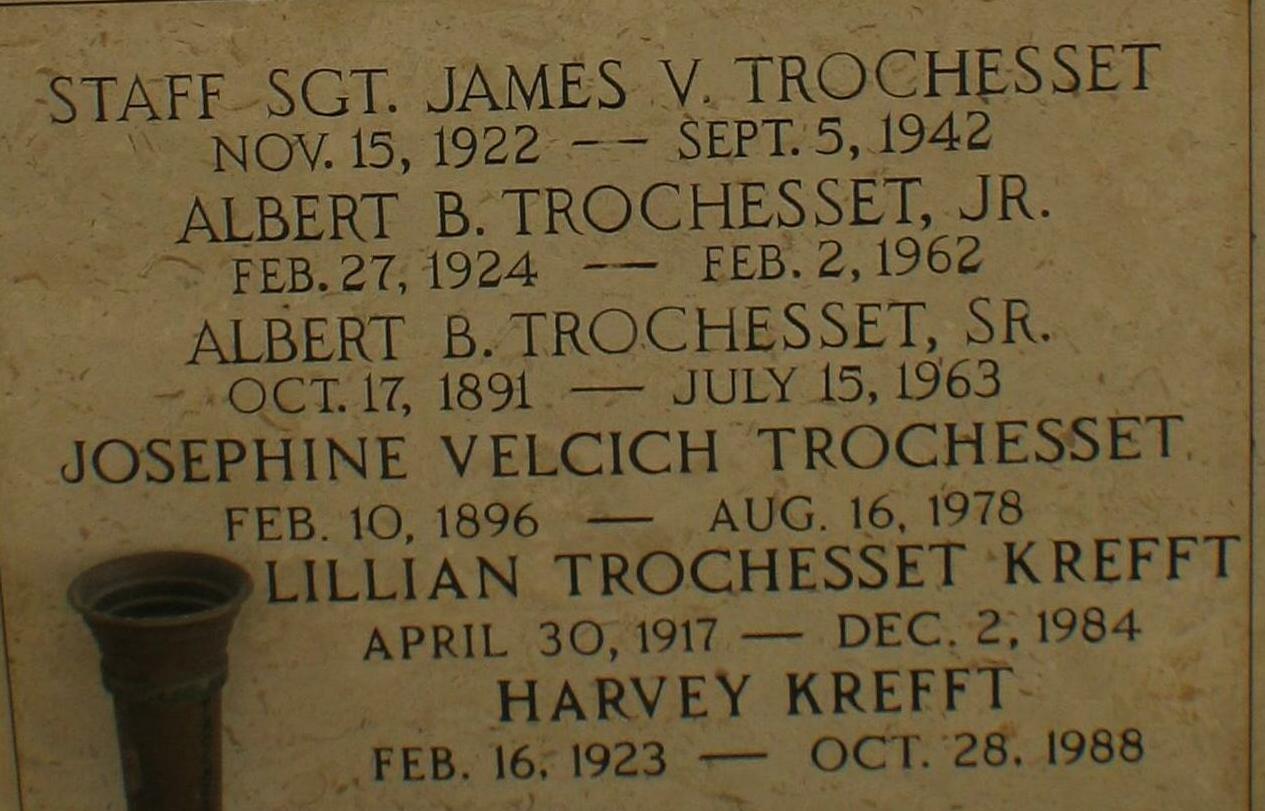 STAFF SGT. JAMES V. TROCHESSET
NOV. 15, 1922 —— SEPT. 5, 1942
ALBERT B. TROCHESSET, JR.
FEB. 27, 1924 —— FEB. 2, 1962
ALBERT B. TROCHESSET, SR.
OCT. 17, 1891 — JULY 15, 1963
JOSEPHINE VELCICH TROCHESSET
FEB. 10, 1896 — AUG. 16, 1978
LILLIAN TROCHESSET KREFFT
APRIL 30, 1917 — DEC. 2, 1984
HARVEY KREFFT
FEB. 16, 1923 — OCT. 28, 1988